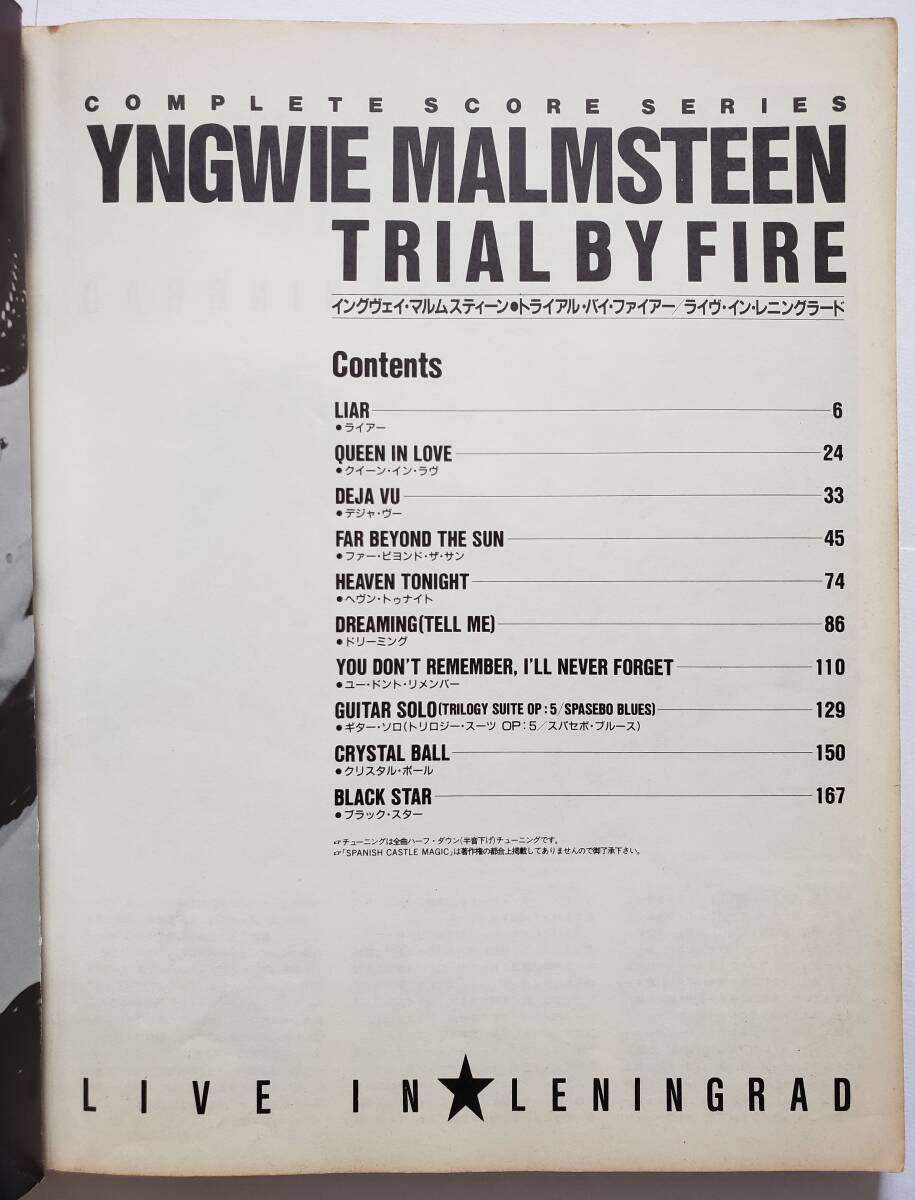 COMPLETE SCORE SERIES
YNGWIE MALMSTEEN
TRIAL BY FIRE
イングヴェイ・マルムスティーン●トライアル・バイ・ファイアー/ライヴ・イン・レニングラード
Contents
LIAR 6
●ライアー
QUEEN IN LOVE 24
●クイーン・イン・ラヴ
DEJA VU 33
●デジャ・ヴー
FAR BEYOND THE SUN 45
●ファー・ビヨンド・ザ・サン
HEAVEN TONIGHT 74
●ヘヴン・トゥナイト
DREAMING(TELL ME) 86
●ドリーミング
YOU DON'T REMEMBER, I'LL NEVER FORGET 110
●ユー・ドント・リメンバー
GUITAR SOLO(TRILOGY SUITE OP:5/SPASEBO BLUES) 129
●ギター・ソロ(トリロジー・スーツ OP:5/スパセボ・ブルース)
CRYSTAL BALL 150
●クリスタル・ボール
BLACK STAR 167
●ブラック・スター
☞チューニングは全曲ハーフ・ダウン(半音下げ)チューニングです。
☞「SPANISH CASTLE MAGIC」は著作権の都合上掲載してありませんので御了承下さい。
LIVE IN★LENINGRAD